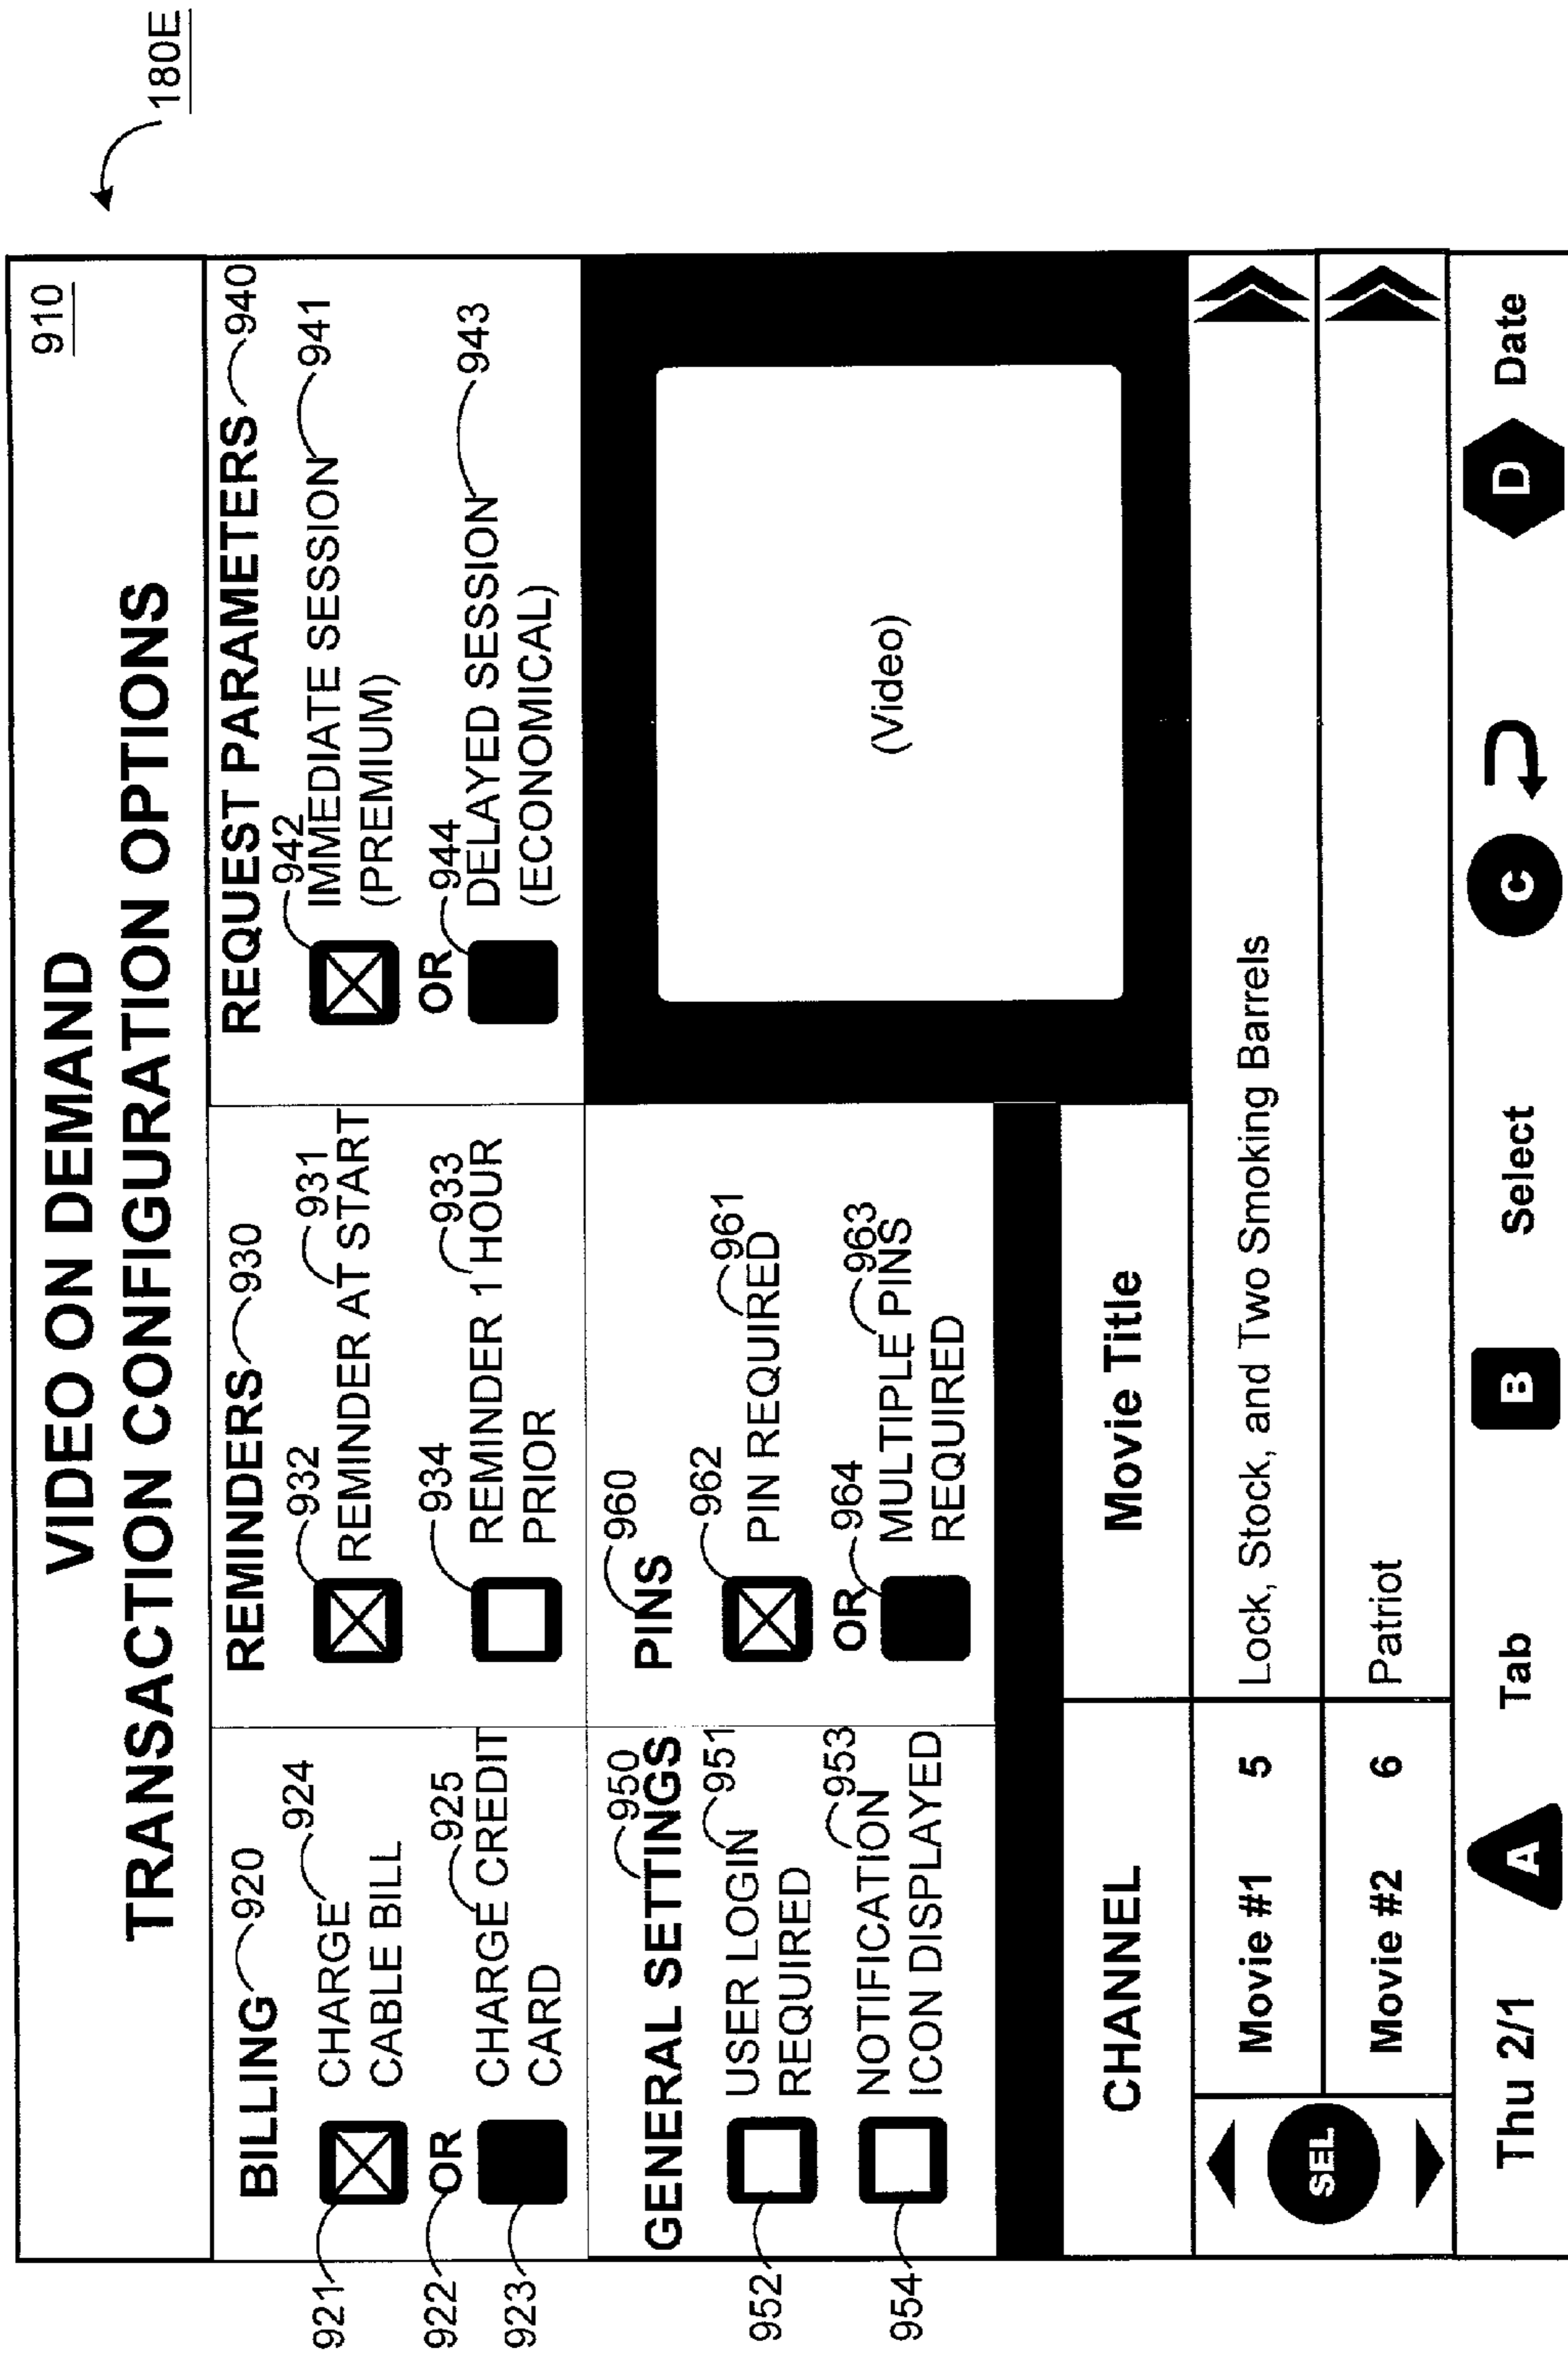 180E
910
VIDEO ON DEMAND
TRANSACTION CONFIGURATION OPTIONS
BILLING 920
921
CHARGE 924
CABLE BILL
922
OR
923
CHARGE CREDIT 925
CARD
REMINDERS 930
932
REMINDER AT START 931
934
REMINDER 1 HOUR 933
PRIOR
REQUEST PARAMETERS 940
942
IMMEDIATE SESSION 941
(PREMIUM)
OR
944
DELAYED SESSION 943
(ECONOMICAL)
950
GENERAL SETTINGS
952
USER LOGIN 951
REQUIRED
954
NOTIFICATION 953
ICON DISPLAYED
PINS 960
962
PIN REQUIRED 961
OR
964
MULTIPLE PINS 963
REQUIRED
(Video)
CHANNEL Movie Title
SEL
Movie #1 5 Lock, Stock, and Two Smoking Barrels
Movie #2 6 Patriot
Thu 2/1 A Tab B Select C D Date